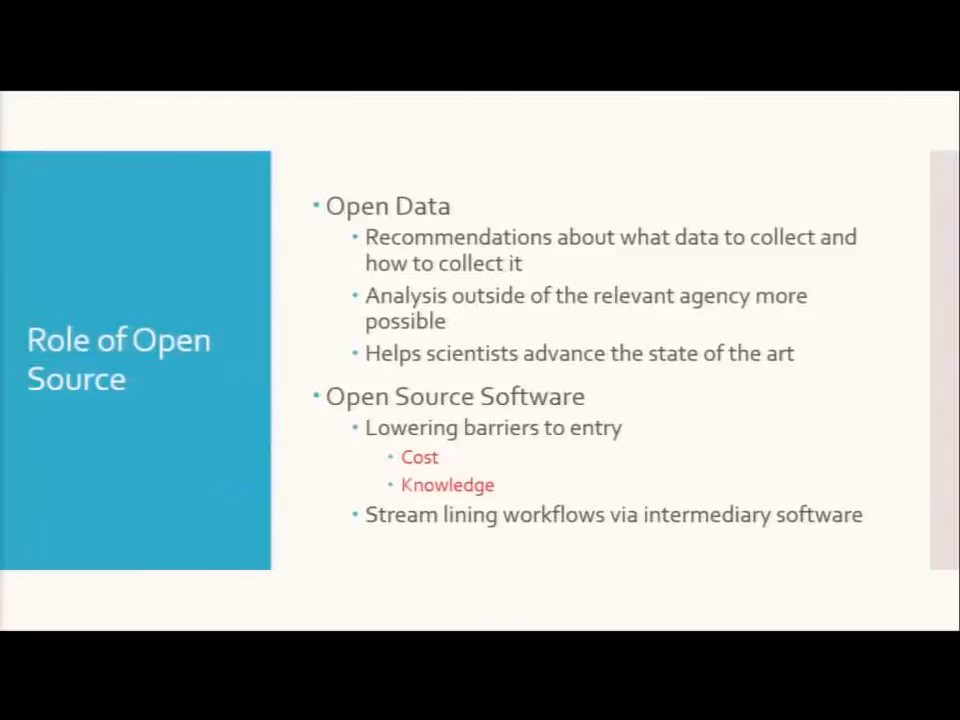 Role of Open
Source
• Open Data
• Recommendations about what data to collect and
how to collect it
• Analysis outside of the relevant agency more
possible
• Helps scientists advance the state of the art
• Open Source Software
• Lowering barriers to entry
• Cost
• Knowledge
• Stream lining workflows via intermediary software